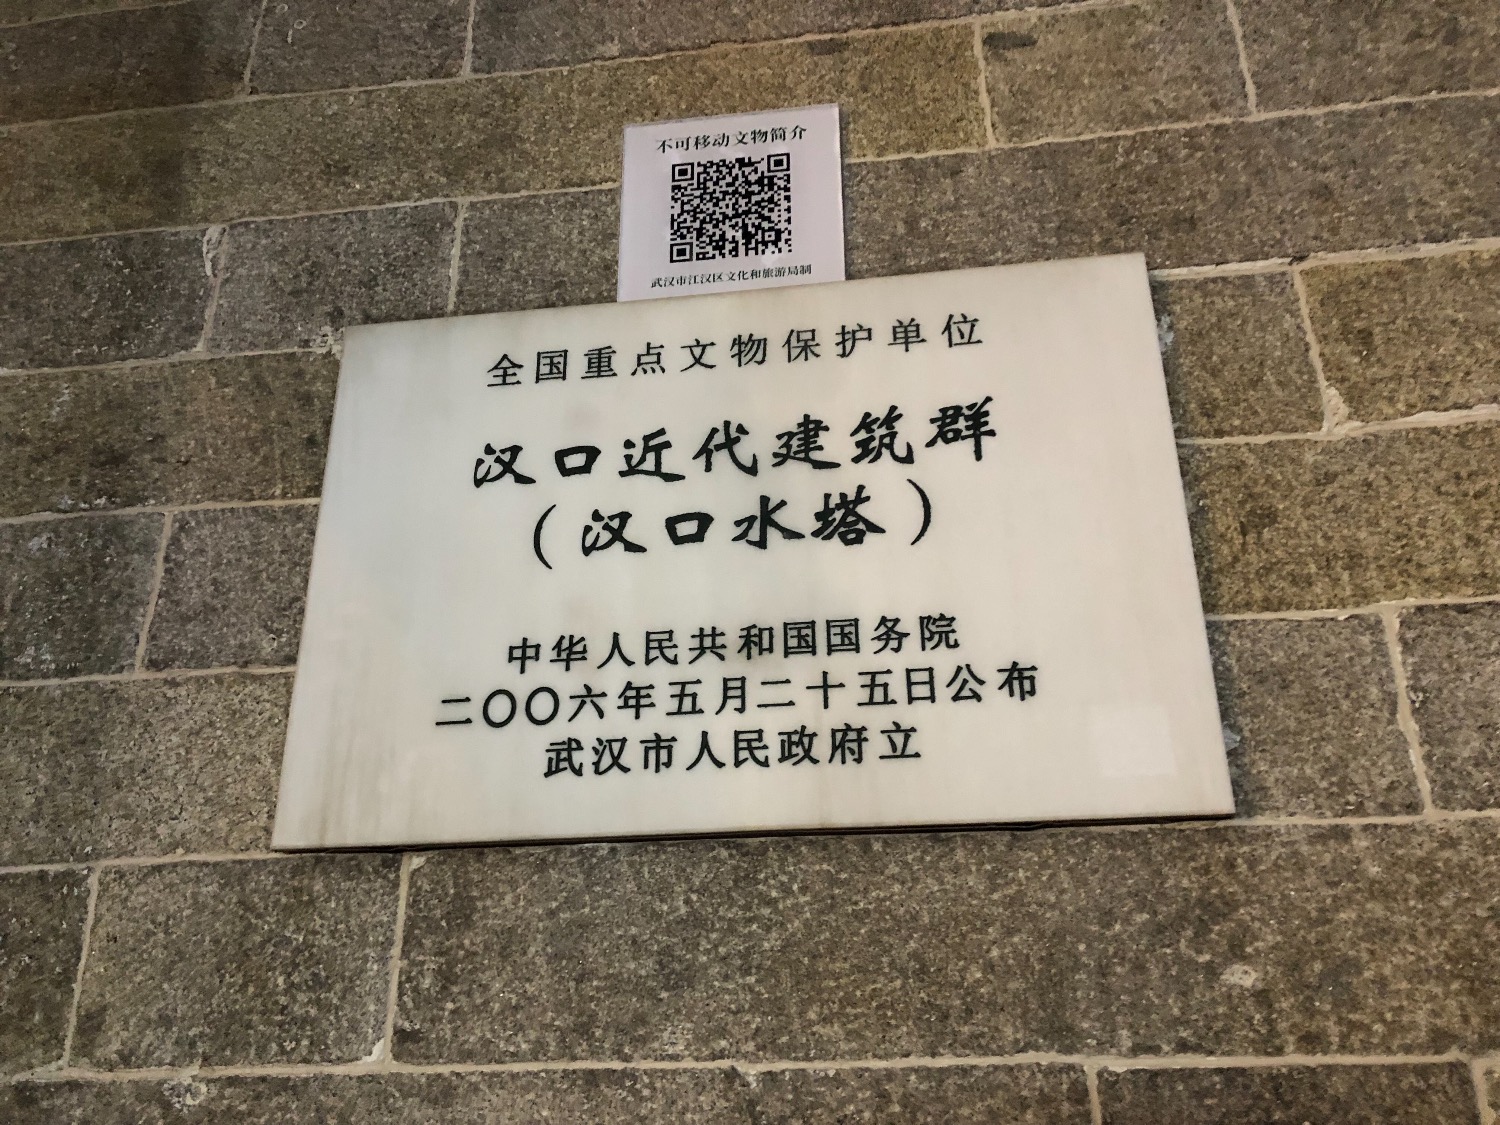 不可移动文物简介
武汉市江汉区文化和旅游局制
全国重点文物保护单位
汉口近代建筑群
（汉口水塔）
中华人民共和国国务院
二〇〇六年五月二十五日公布
武汉市人民政府立